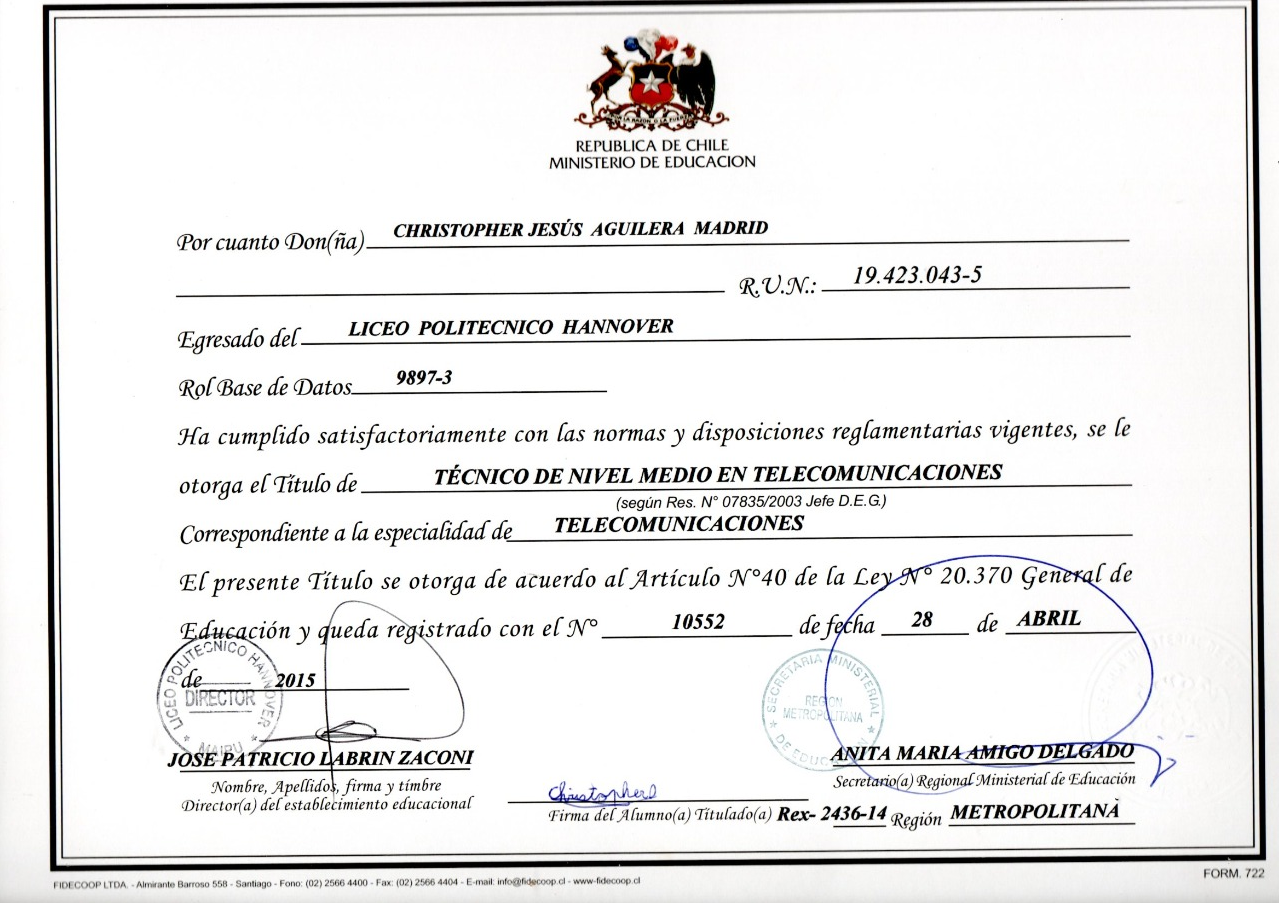 REPUBLICA DE CHILE
MINISTERIO DE EDUCACION
Por cuanto Don(ña) CHRISTOPHER JESÚS AGUILERA MADRID
R.U.N.: 19.423.043-5
Egresado del LICEO POLITECNICO HANNOVER
Rol Base de Datos 9897-3
Ha cumplido satisfactoriamente con las normas y disposiciones reglamentarias vigentes, se le
otorga el Título de TÉCNICO DE NIVEL MEDIO EN TELECOMUNICACIONES
(según Res. N° 07835/2003 Jefe D.E.G.)
Correspondiente a la especialidad de TELECOMUNICACIONES
El presente Título se otorga de acuerdo al Artículo N°40 de la Ley N° 20.370 General de
Educación y queda registrado con el N° 10552 de fecha 28 de ABRIL
de 2015
LICEO POLITECNICO HANNOVER
DIRECTOR
MAIPU
SECRETARIA MINISTERIAL
REGION
METROPOLITANA
DE EDUC
JOSE PATRICIO LABRIN ZACONI
ANITA MARIA AMIGO DELGADO
Nombre, Apellidos, firma y timbre
Director(a) del establecimiento educacional
Secretario(a) Regional Ministerial de Educación
Firma del Alumno(a) Titulado(a) Rex- 2436-14 Región METROPOLITANA
FIDECOOP LTDA. - Almirante Barroso 558 - Santiago - Fono: (02) 2566 4400 - Fax: (02) 2566 4404 - E-mail: info@fidecoop.cl - www-fidecoop.cl
FORM. 722